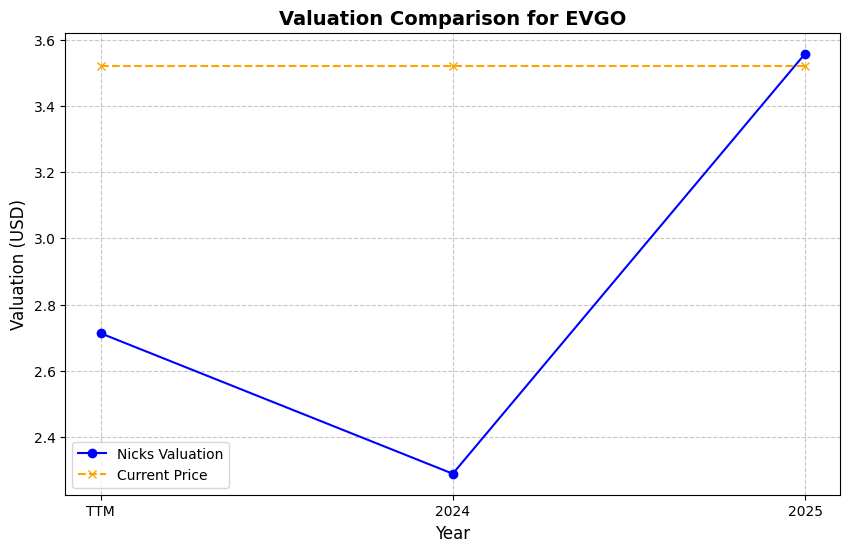 Valuation Comparison for EVGO
Valuation (USD)
3.6
3.4
3.2
3.0
2.8
2.6
2.4
Nicks Valuation
Current Price
TTM
2024
2025
Year